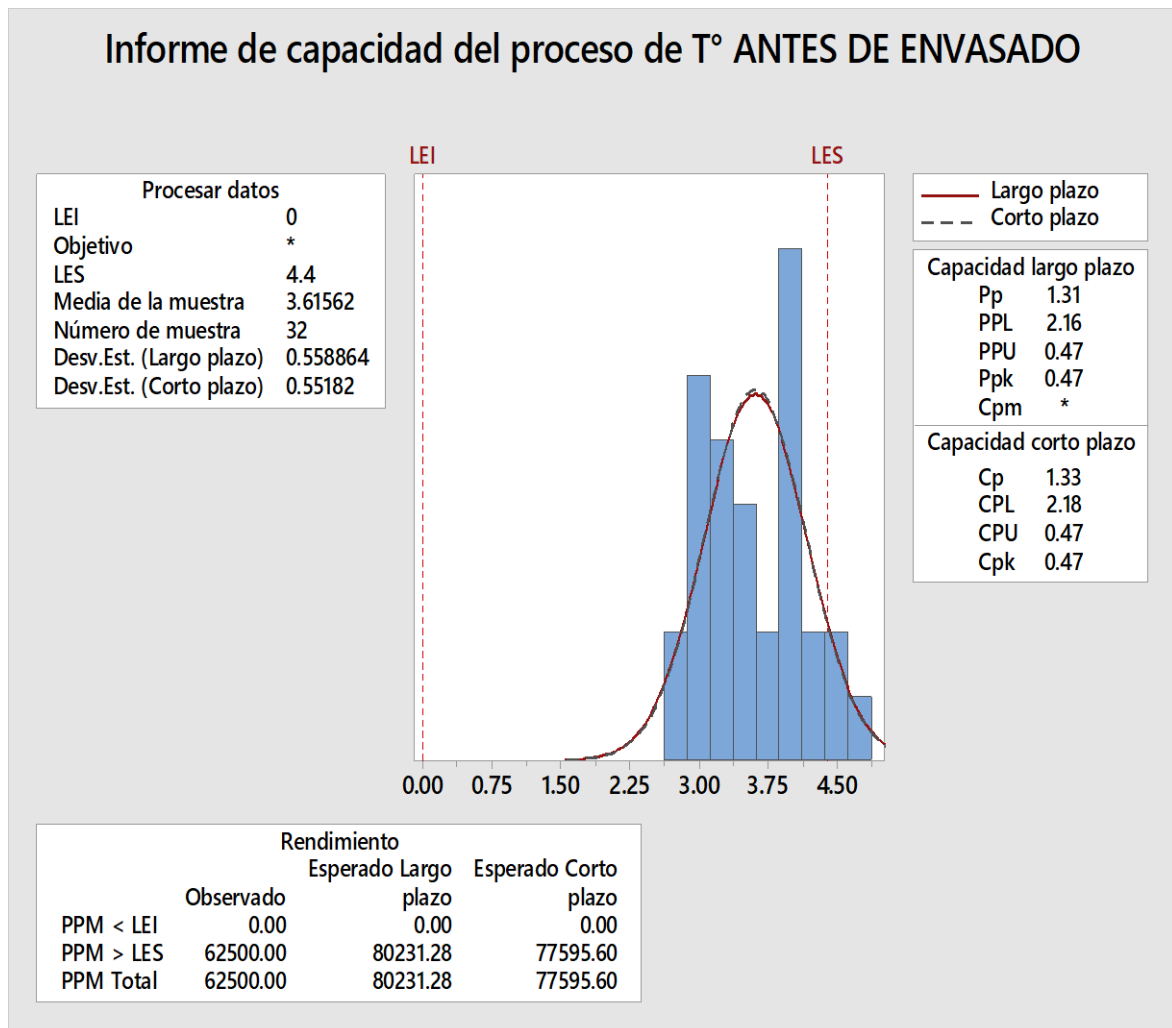 Informe de capacidad del proceso de T° ANTES DE ENVASADO
LEI LES
Procesar datos
LEI 0
Objetivo *
LES 4.4
Media de la muestra 3.61562
Número de muestra 32
Desv.Est. (Largo plazo) 0.558864
Desv.Est. (Corto plazo) 0.55182
Largo plazo
Corto plazo
Capacidad largo plazo
Pp 1.31
PPL 2.16
PPU 0.47
Ppk 0.47
Cpm *
Capacidad corto plazo
Cp 1.33
CPL 2.18
CPU 0.47
Cpk 0.47
0.00 0.75 1.50 2.25 3.00 3.75 4.50
Rendimiento
Esperado Largo Esperado Corto
Observado plazo plazo
PPM < LEI 0.00 0.00 0.00
PPM > LES 62500.00 80231.28 77595.60
PPM Total 62500.00 80231.28 77595.60